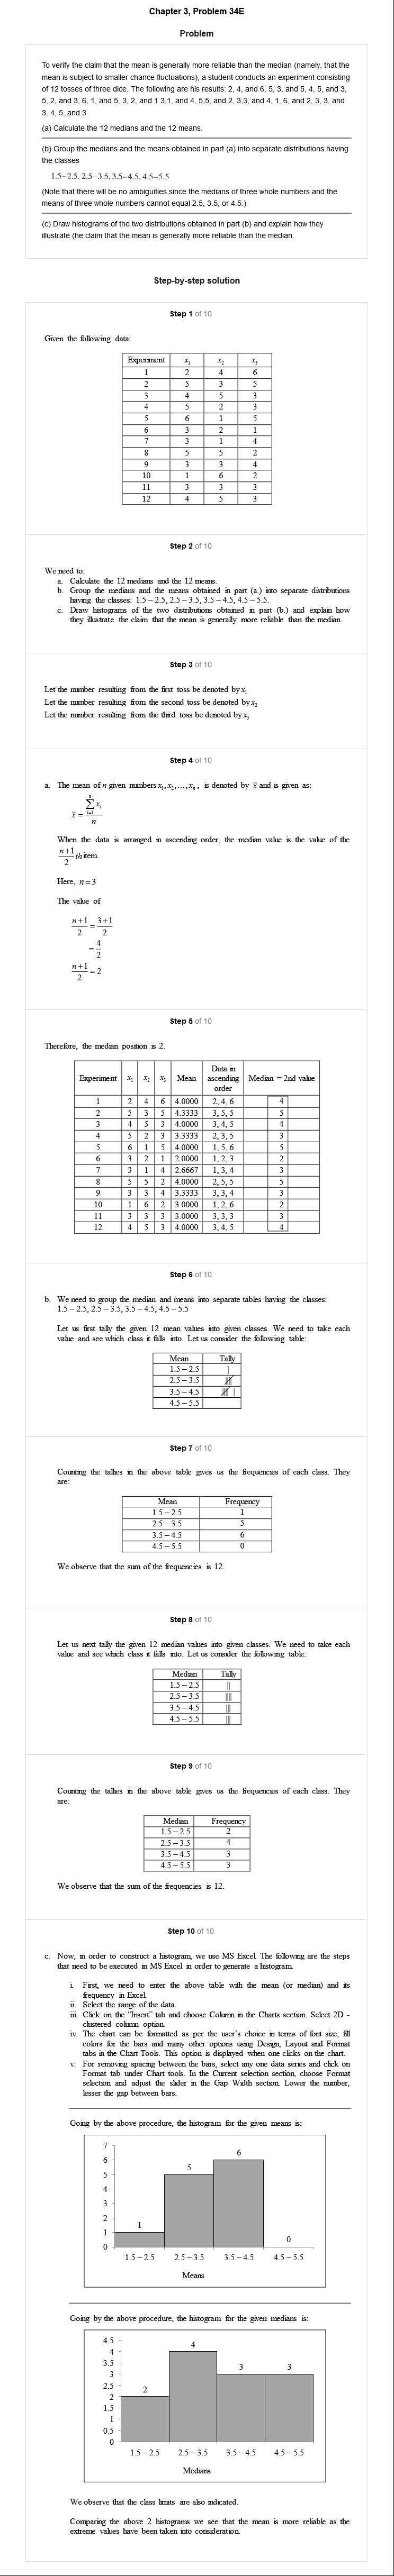 Chapter 3, Problem 34E
Problem
To verify the claim that the mean is generally more reliable than the median (namely, that the
mean is subject to smaller chance fluctuations), a student conducts an experiment consisting
of 12 tosses of three dice. The following are his results: 2, 4, and 6, 5, 3, and 5, 4, 5, and 3,
5, 2, and 3, 6, 1, and 5, 3, 2, and 1 3,1, and 4, 5,5, and 2, 3,3, and 4, 1, 6, and 2, 3, 3, and
3, 4, 5, and 3
(a) Calculate the 12 medians and the 12 means.
(b) Group the medians and the means obtained in part (a) into separate distributions having
the classes
1.5–2.5, 2.5–3.5, 3.5–4.5, 4.5–5.5
(Note that there will be no ambiguities since the medians of three whole numbers and the
means of three whole numbers cannot equal 2.5, 3.5, or 4.5.)
(c) Draw histograms of the two distributions obtained in part (b) and explain how they
illustrate (he claim that the mean is generally more reliable than the median.
Step-by-step solution
Step 1 of 10
Given the following data:
Experiment x₁ x₂ x₃
1 2 4 6
2 5 3 5
3 4 5 3
4 5 2 3
5 6 1 5
6 3 2 1
7 3 1 4
8 5 5 2
9 3 3 4
10 1 6 2
11 3 3 3
12 4 5 3
Step 2 of 10
We need to:
a. Calculate the 12 medians and the 12 means.
b. Group the medians and the means obtained in part (a.) into separate distributions
having the classes: 1.5 – 2.5, 2.5 – 3.5, 3.5 – 4.5, 4.5 – 5.5.
c. Draw histograms of the two distributions obtained in part (b.) and explain how
they illustrate the claim that the mean is generally more reliable than the median.
Step 3 of 10
Let the number resulting from the first toss be denoted by x₁
Let the number resulting from the second toss be denoted by x₂
Let the number resulting from the third toss be denoted by x₃
Step 4 of 10
a. The mean of n given numbers x₁, x₂,…, xₙ, is denoted by x̄ and is given as:
x̄ = ∑ᵢ₌₁ⁿ xᵢ / n
When the data is arranged in ascending order, the median value is the value of the
(n+1)/2 th item.
Here, n = 3
The value of
(n+1)/2 = (3+1)/2
= 4/2
(n+1)/2 = 2
Step 5 of 10
Therefore, the median position is 2.
Experiment x₁ x₂ x₃ Mean Data in ascending order Median = 2nd value
1 2 4 6 4.0000 2, 4, 6 4
2 5 3 5 4.3333 3, 5, 5 5
3 4 5 3 4.0000 3, 4, 5 4
4 5 2 3 3.3333 2, 3, 5 3
5 6 1 5 4.0000 1, 5, 6 5
6 3 2 1 2.0000 1, 2, 3 2
7 3 1 4 2.6667 1, 3, 4 3
8 5 5 2 4.0000 2, 5, 5 5
9 3 3 4 3.3333 3, 3, 4 3
10 1 6 2 3.0000 1, 2, 6 2
11 3 3 3 3.0000 3, 3, 3 3
12 4 5 3 4.0000 3, 4, 5 4
Step 6 of 10
b. We need to group the median and means into separate tables having the classes:
1.5 – 2.5, 2.5 – 3.5, 3.5 – 4.5, 4.5 – 5.5
Let us first tally the given 12 mean values into given classes. We need to take each
value and see which class it falls into. Let us consider the following table:
Mean Tally
1.5 – 2.5
2.5 – 3.5
3.5 – 4.5
4.5 – 5.5
Step 7 of 10
Counting the tallies in the above table gives us the frequencies of each class. They
are:
Mean Frequency
1.5 – 2.5 1
2.5 – 3.5 5
3.5 – 4.5 6
4.5 – 5.5 0
We observe that the sum of the frequencies is 12.
Step 8 of 10
Let us next tally the given 12 median values into given classes. We need to take each
value and see which class it falls into. Let us consider the following table:
Median Tally
1.5 – 2.5 ||
2.5 – 3.5 ||||
3.5 – 4.5 |||
4.5 – 5.5 |||
Step 9 of 10
Counting the tallies in the above table gives us the frequencies of each class. They
are:
Median Frequency
1.5 – 2.5 2
2.5 – 3.5 4
3.5 – 4.5 3
4.5 – 5.5 3
We observe that the sum of the frequencies is 12.
Step 10 of 10
c. Now, in order to construct a histogram, we use MS Excel. The following are the steps
that need to be executed in MS Excel in order to generate a histogram.
i. First, we need to enter the above table with the mean (or median) and its
frequency in Excel.
ii. Select the range of the data.
iii. Click on the "Insert" tab and choose Column in the Charts section. Select 2D -
clustered column option.
iv. The chart can be formatted as per the user's choice in terms of font size, fill
colors for the bars and many other options using Design, Layout and Format
tabs in the Chart Tools. This option is displayed when one clicks on the chart.
v. For removing spacing between the bars, select any one data series and click on
Format tab under Chart tools. In the Current selection section, choose Format
selection and adjust the slider in the Gap Width section. Lower the number,
lesser the gap between bars.
Going by the above procedure, the histogram for the given means is:
7
6
5
4
3
2
1
0
1
5
6
0
1.5 – 2.5 2.5 – 3.5 3.5 – 4.5 4.5 – 5.5
Means
Going by the above procedure, the histogram for the given medians is:
4.5
4
3.5
3
2.5
2
1.5
1
0.5
0
2
4
3
3
1.5 – 2.5 2.5 – 3.5 3.5 – 4.5 4.5 – 5.5
Medians
We observe that the class limits are also indicated.
Comparing the above 2 histograms we see that the mean is more reliable as the
extreme values have been taken into consideration.